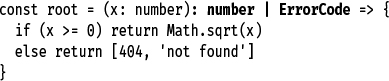 const root = (x: number): number | ErrorCode => {
  if (x >= 0) return Math.sqrt(x)
  else return [404, 'not found']
}